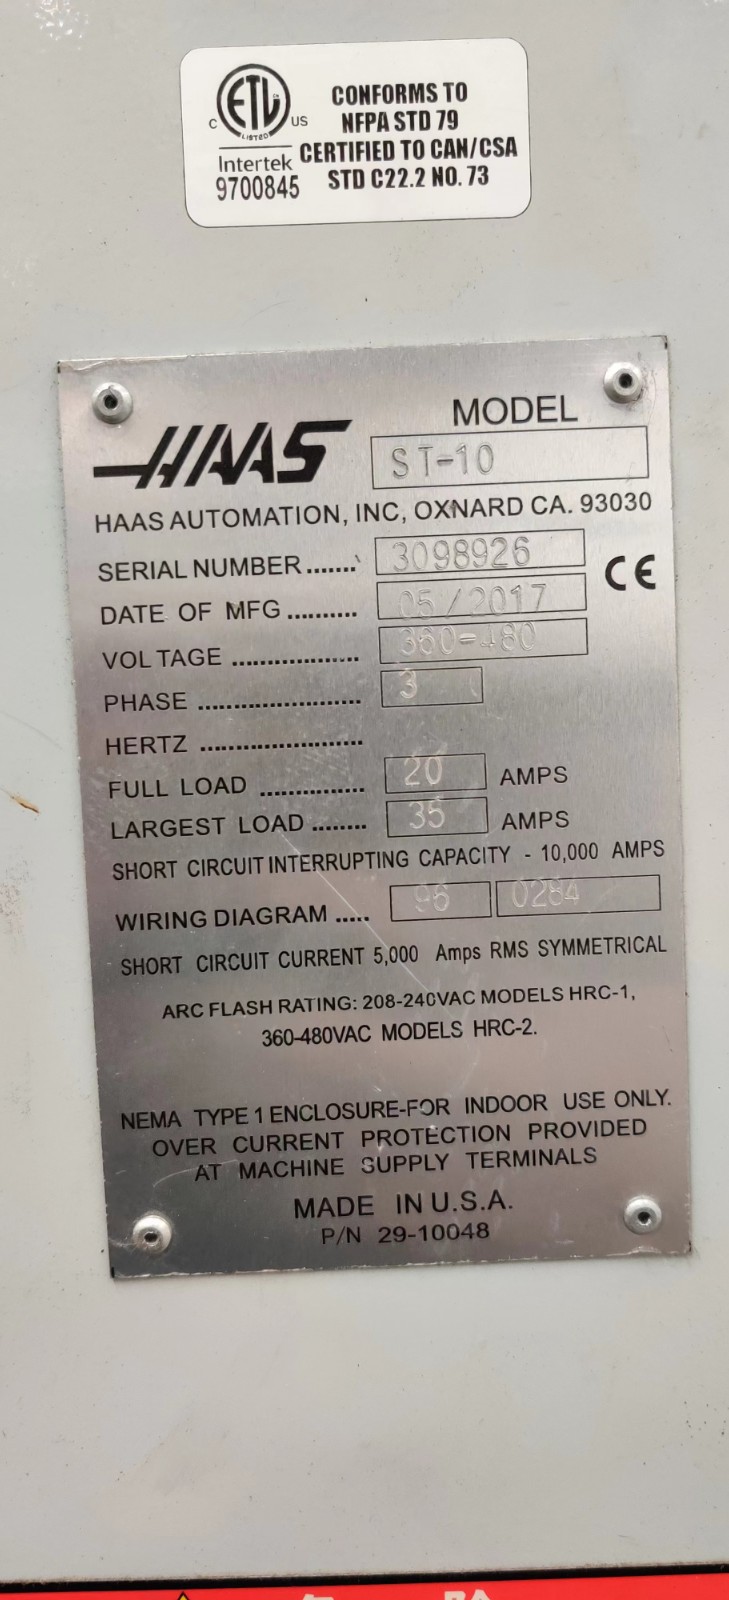 ETL
C US
LISTED
Intertek
9700845
CONFORMS TO
NFPA STD 79
CERTIFIED TO CAN/CSA
STD C22.2 NO. 73
HAAS
MODEL
ST-10
HAAS AUTOMATION, INC, OXNARD CA. 93030
SERIAL NUMBER ....... 3098926
CE
DATE OF MFG .......... 05/2017
VOLTAGE .................. 360-480
PHASE ....................... 3
HERTZ .......................
FULL LOAD ............... 20 AMPS
LARGEST LOAD ........ 35 AMPS
SHORT CIRCUIT INTERRUPTING CAPACITY - 10,000 AMPS
WIRING DIAGRAM ..... 96 0284
SHORT CIRCUIT CURRENT 5,000 Amps RMS SYMMETRICAL
ARC FLASH RATING: 208-240VAC MODELS HRC-1,
360-480VAC MODELS HRC-2.
NEMA TYPE 1 ENCLOSURE-FOR INDOOR USE ONLY.
OVER CURRENT PROTECTION PROVIDED
AT MACHINE SUPPLY TERMINALS
MADE IN U.S.A.
P/N 29-10048